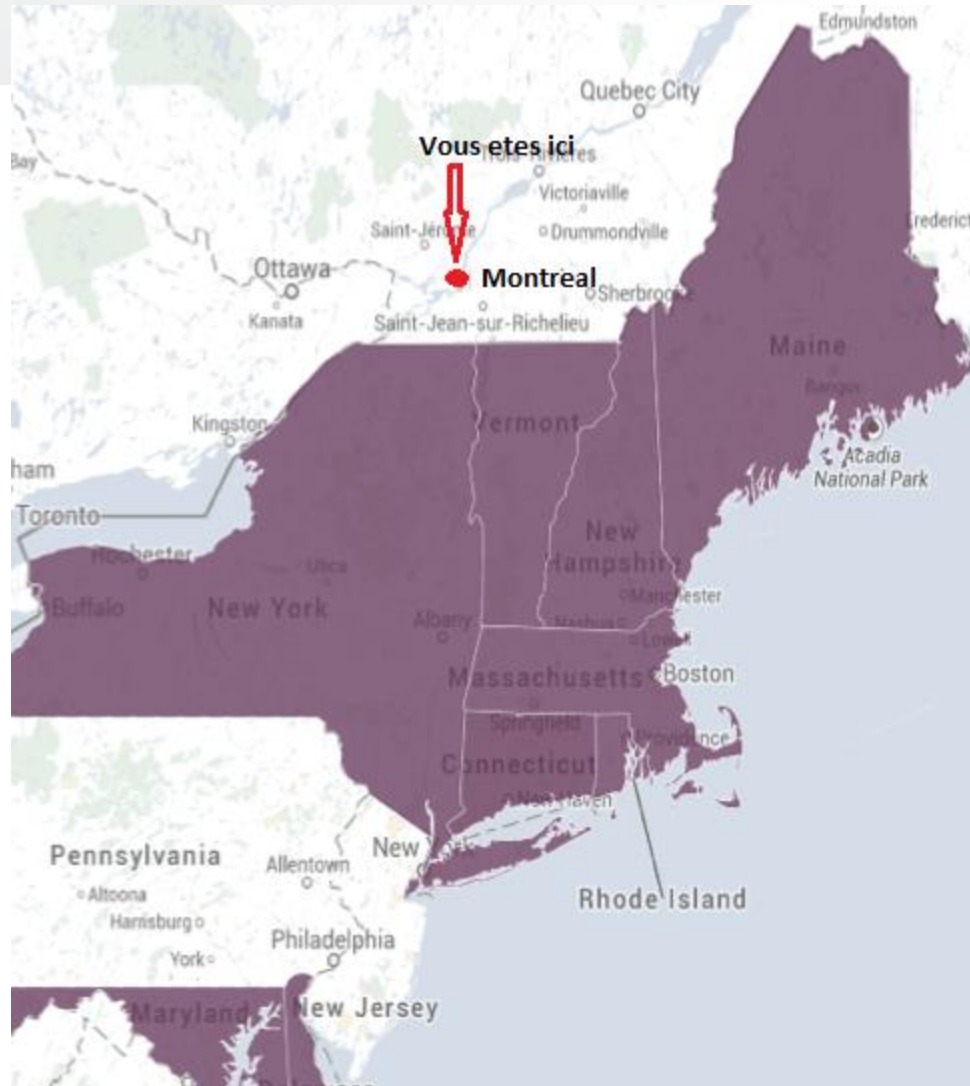 Edmundston
Quebec City
Vous etes ici
Trois-Rivières
Bay
Victoriaville
Saint-Jérôme
Drummondville
Ottawa
Montreal
Sherbrooke
Kanata
Saint-Jean-sur-Richelieu
Maine
Bangor
Kingston
Vermont
Acadia
National Park
ham
Toronto
New
Hampshire
Rochester
Utica
Manchester
Buffalo
New York
Albany
Nashua
Lowell
Massachusetts
Boston
Springfield
Providence
Connecticut
New Haven
New York
Pennsylvania
Allentown
Altoona
Rhode Island
Harrisburg
Philadelphia
York
Maryland
New Jersey
Delaware